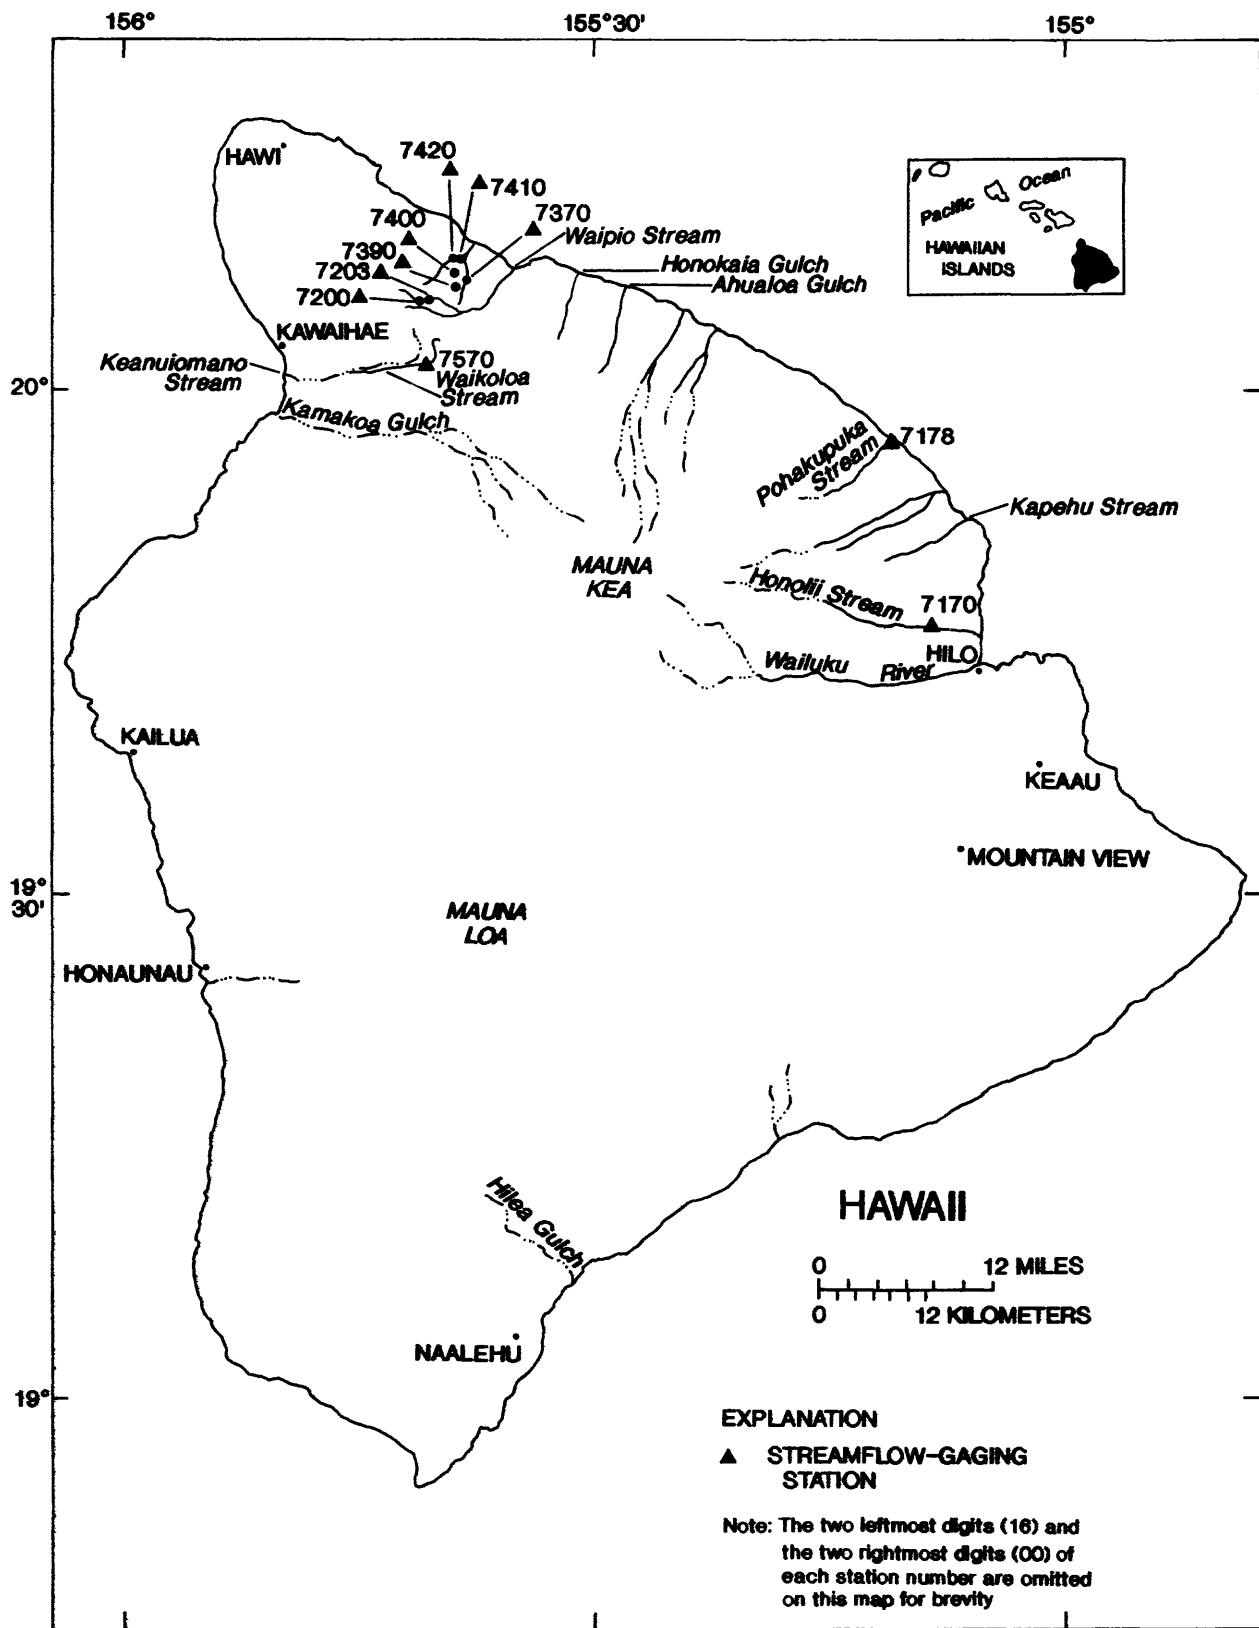 156°
155°30'
155°
HAWI
7420
7410
7400
7370
7390
Waipio Stream
7203
Honokaia Gulch
Ahualoa Gulch
7200
KAWAIHAE
Keanuiomano
Stream
7570
Waikoloa
Stream
20°
Kamakoa Gulch
Pohakupuka
Stream
7178
Kapehu Stream
MAUNA
KEA
Honolii Stream
7170
HILO
Wailuku River
KAILUA
KEAAU
MOUNTAIN VIEW
19°
30'
MAUNA
LOA
HONAUNAU
Hilea Gulch
NAALEHU
19°
Pacific Ocean
HAWAIIAN
ISLANDS
HAWAII
0 12 MILES
0 12 KILOMETERS
EXPLANATION
STREAMFLOW-GAGING
STATION
Note: The two leftmost digits (16) and
the two rightmost digits (00) of
each station number are omitted
on this map for brevity